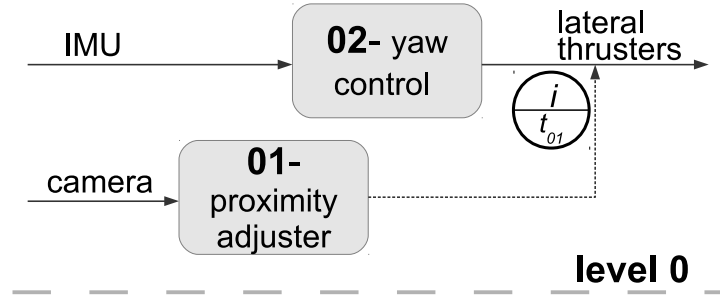 IMU
02- yaw
control
lateral
thrusters
i
t01
camera
01-
proximity
adjuster
level 0